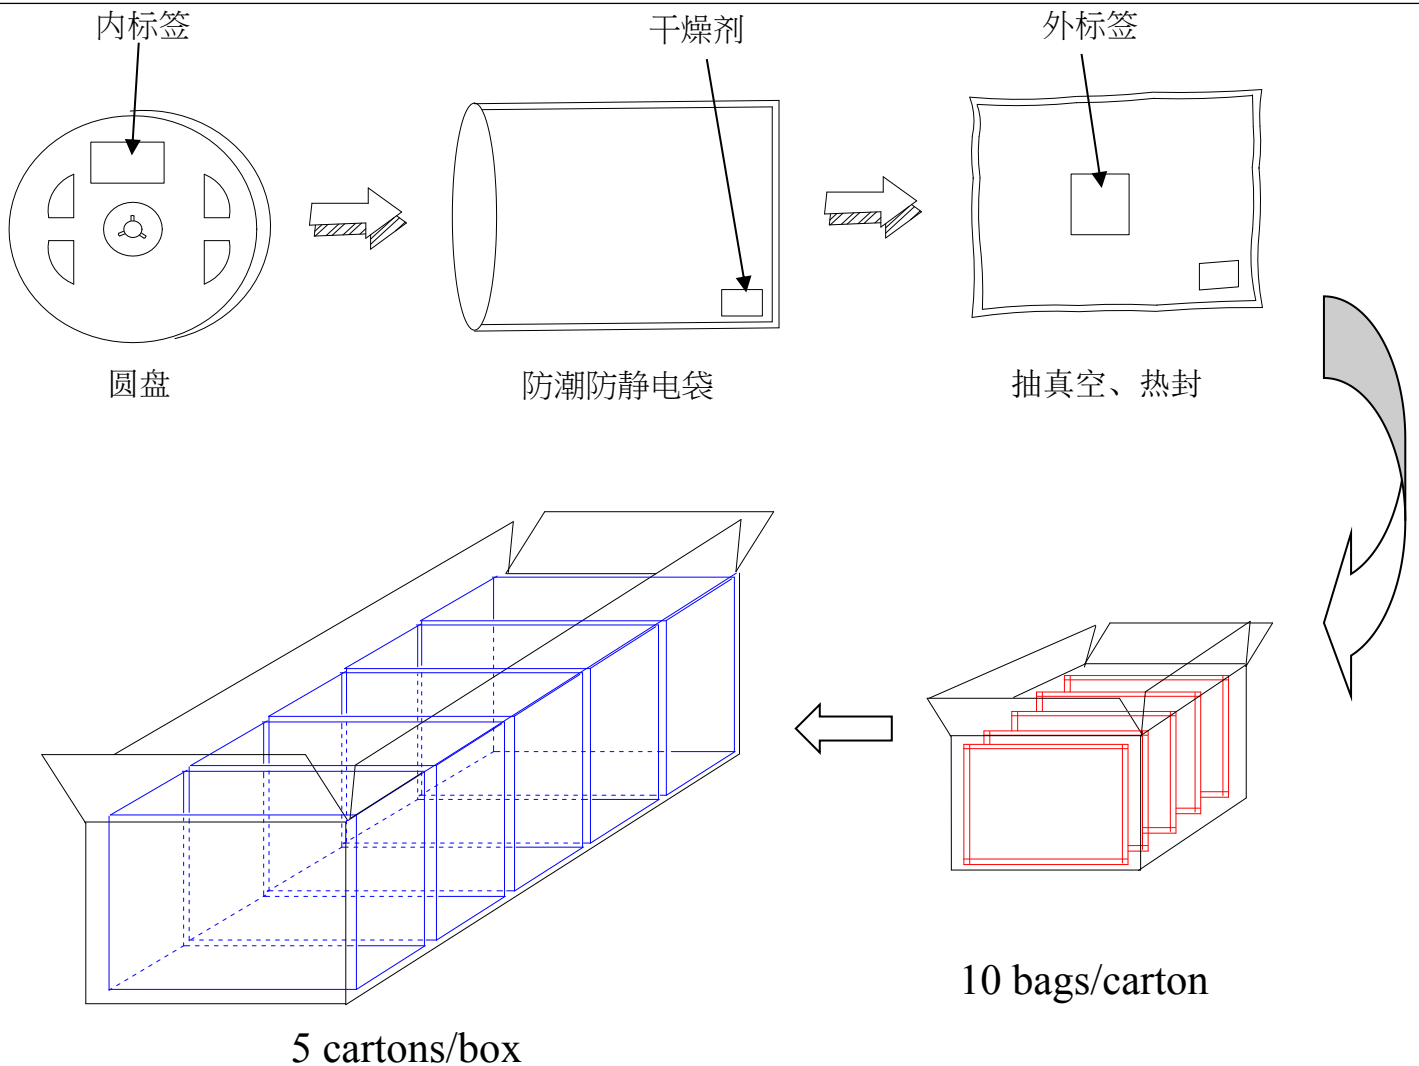 内标签
干燥剂
外标签
圆盘
防潮防静电袋
抽真空、热封
10 bags/carton
5 cartons/box